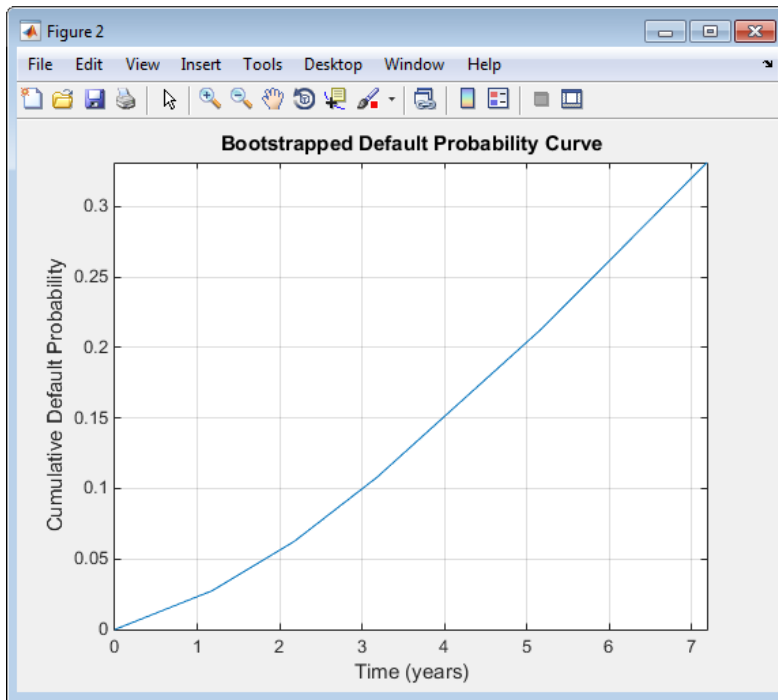 Figure 2
File Edit View Insert Tools Desktop Window Help
Bootstrapped Default Probability Curve
0.3
0.25
0.2
0.15
0.1
0.05
0
Cumulative Default Probability
0 1 2 3 4 5 6 7
Time (years)